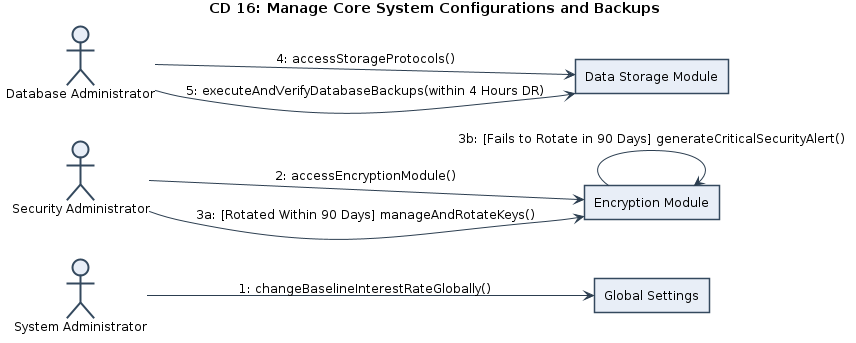 CD 16: Manage Core System Configurations and Backups
4: accessStorageProtocols()
Data Storage Module
Database Administrator
5: executeAndVerifyDatabaseBackups(within 4 Hours DR)
3b: [Fails to Rotate in 90 Days] generateCriticalSecurityAlert()
2: accessEncryptionModule()
Encryption Module
Security Administrator
3a: [Rotated Within 90 Days] manageAndRotateKeys()
1: changeBaselineInterestRateGlobally()
Global Settings
System Administrator